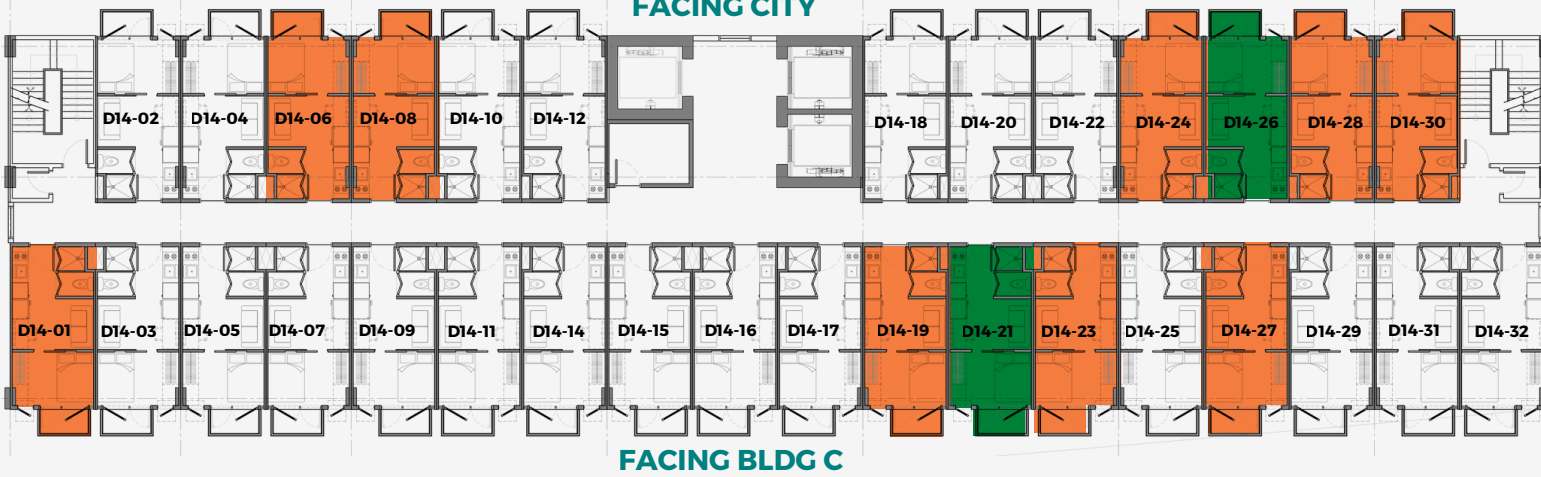 FACING CITY
D14-02 D14-04 D14-06 D14-08 D14-10 D14-12 D14-18 D14-20 D14-22 D14-24 D14-26 D14-28 D14-30
D14-01 D14-03 D14-05 D14-07 D14-09 D14-11 D14-14 D14-15 D14-16 D14-17 D14-19 D14-21 D14-23 D14-25 D14-27 D14-29 D14-31 D14-32
FACING BLDG C